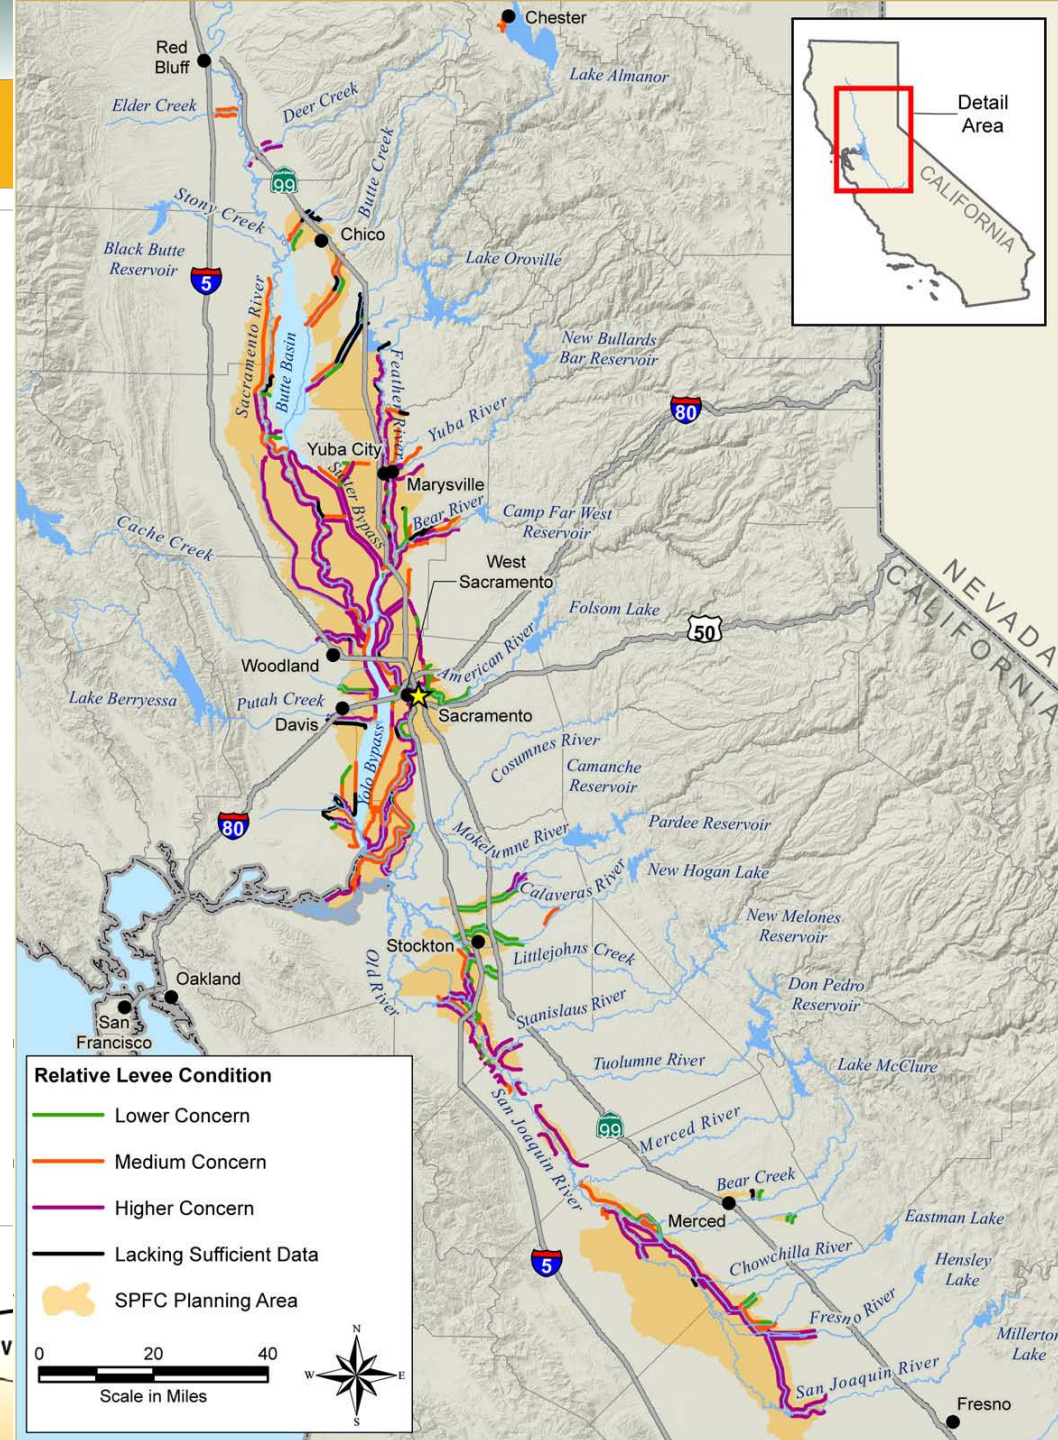 Chester
Red
Bluff
Lake Almanor
Elder Creek
Deer Creek
Butte Creek
99
Stony Creek
Chico
Black Butte
Reservoir
Lake Oroville
5
Sacramento River
Butte Basin
New Bullards
Bar Reservoir
Feather River
80
Yuba River
Yuba City
Marysville
Sutter Bypass
Bear River
Camp Far West
Reservoir
Cache Creek
West
Sacramento
Folsom Lake
50
American River
Woodland
Lake Berryessa
Putah Creek
Davis
Sacramento
Yolo Bypass
Cosumnes River
Camanche
Reservoir
80
Mokelumne River
Pardee Reservoir
Calaveras River
New Hogan Lake
New Melones
Reservoir
Stockton
Littlejohns Creek
Old River
Oakland
San
Francisco
Don Pedro
Reservoir
Stanislaus River
Tuolumne River
Lake McClure
San Joaquin River
99
Merced River
Bear Creek
Merced
Eastman Lake
5
Chowchilla River
Hensley
Lake
Fresno River
Millerton
Lake
San Joaquin River
Fresno
NEVADA
CALIFORNIA
Detail
Area
CALIFORNIA
Relative Levee Condition
Lower Concern
Medium Concern
Higher Concern
Lacking Sufficient Data
SPFC Planning Area
0 20 40
Scale in Miles
N
W E
S
V